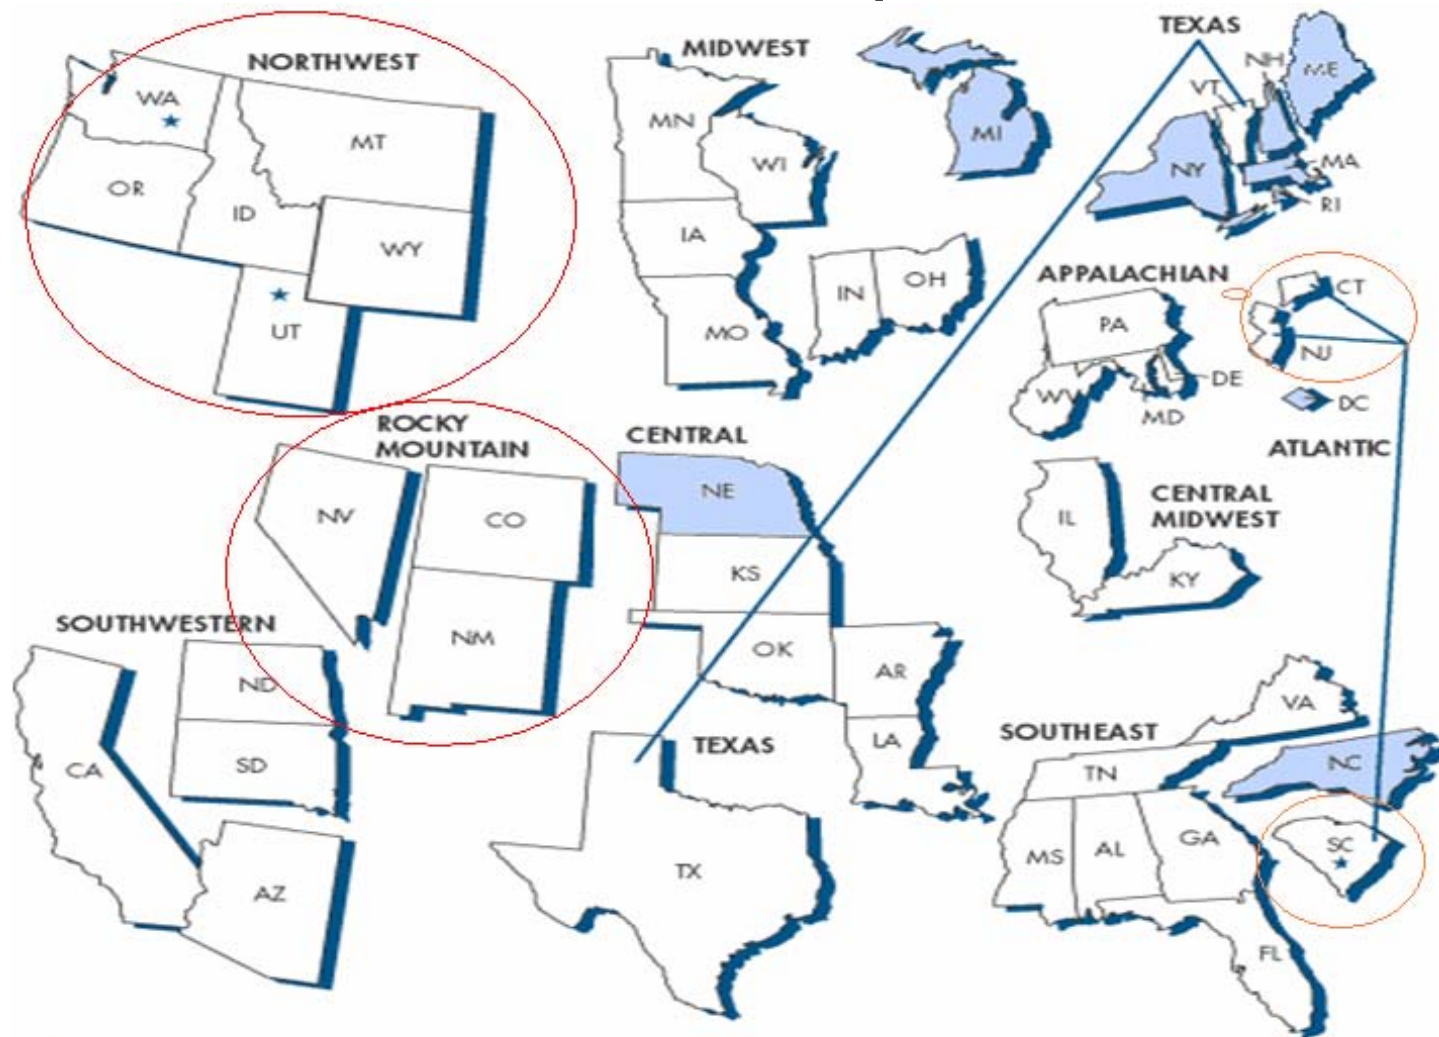 NORTHWEST
WA
MT
OR
ID
WY
UT
MIDWEST
MN
WI
MI
IA
IN
OH
MO
TEXAS
NH
ME
VT
NY
MA
RI
APPALACHIAN
CT
PA
NJ
DE
WV
MD
DC
ATLANTIC
ROCKY
MOUNTAIN
NV
CO
NM
CENTRAL
NE
KS
OK
AR
LA
CENTRAL
MIDWEST
IL
KY
SOUTHWESTERN
ND
CA
SD
AZ
TEXAS
TX
SOUTHEAST
VA
TN
NC
MS
AL
GA
SC
FL